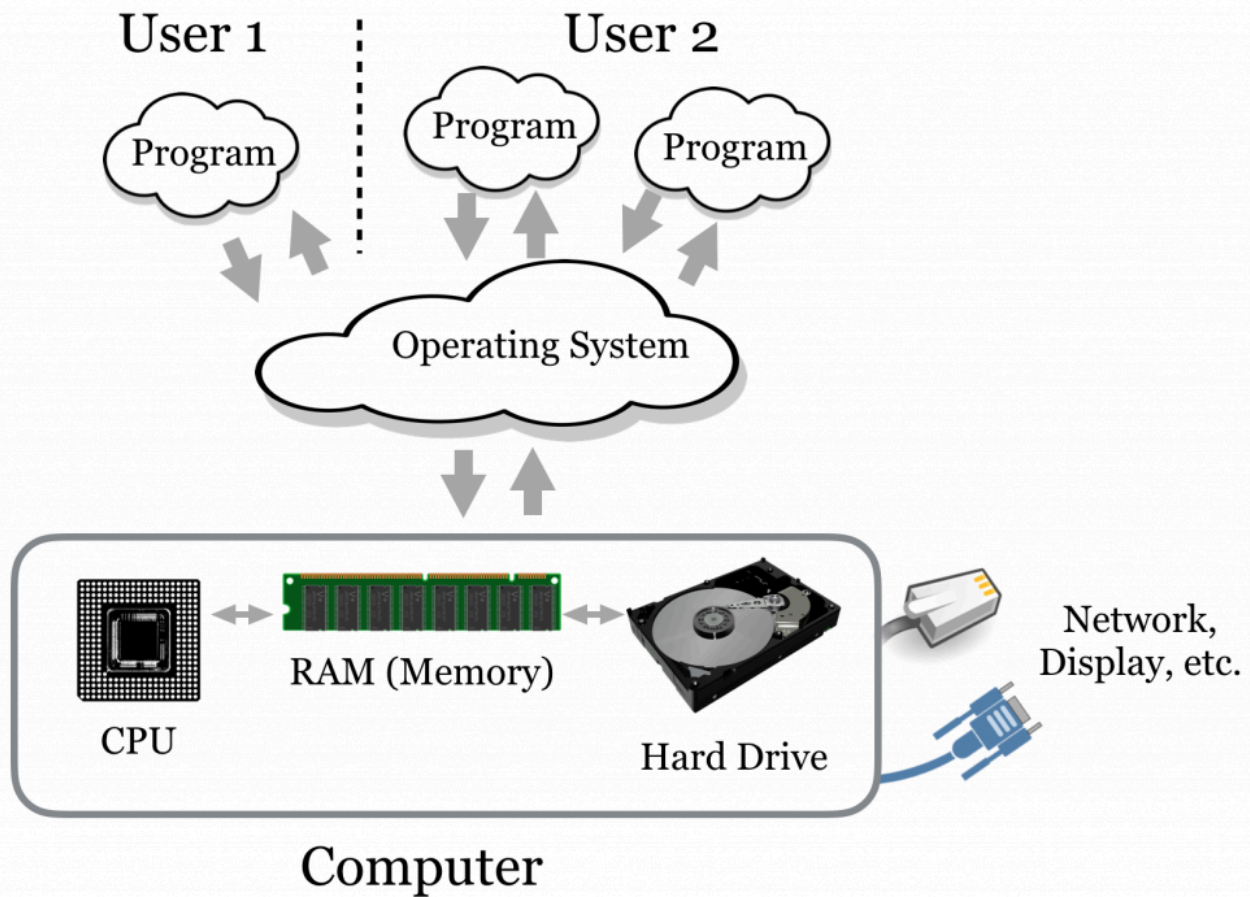 User 1
User 2
Program
Program
Program
Operating System
CPU
RAM (Memory)
Hard Drive
Network,
Display, etc.
Computer